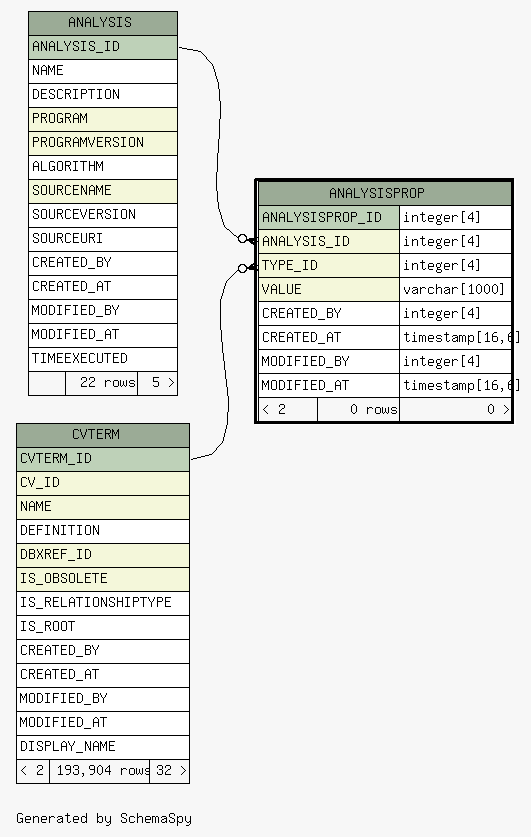 ANALYSIS
ANALYSIS_ID
NAME
DESCRIPTION
PROGRAM
PROGRAMVERSION
ALGORITHM
SOURCENAME
SOURCEVERSION
SOURCEURI
CREATED_BY
CREATED_AT
MODIFIED_BY
MODIFIED_AT
TIMEEXECUTED
22 rows 5 >
ANALYSISPROP
ANALYSISPROP_ID integer[4]
ANALYSIS_ID integer[4]
TYPE_ID integer[4]
VALUE varchar[1000]
CREATED_BY integer[4]
CREATED_AT timestamp[16,6]
MODIFIED_BY integer[4]
MODIFIED_AT timestamp[16,6]
< 2 0 rows 0 >
CVTERM
CVTERM_ID
CV_ID
NAME
DEFINITION
DBXREF_ID
IS_OBSOLETE
IS_RELATIONSHIPTYPE
IS_ROOT
CREATED_BY
CREATED_AT
MODIFIED_BY
MODIFIED_AT
DISPLAY_NAME
< 2 193,904 rows 32 >
Generated by SchemaSpy